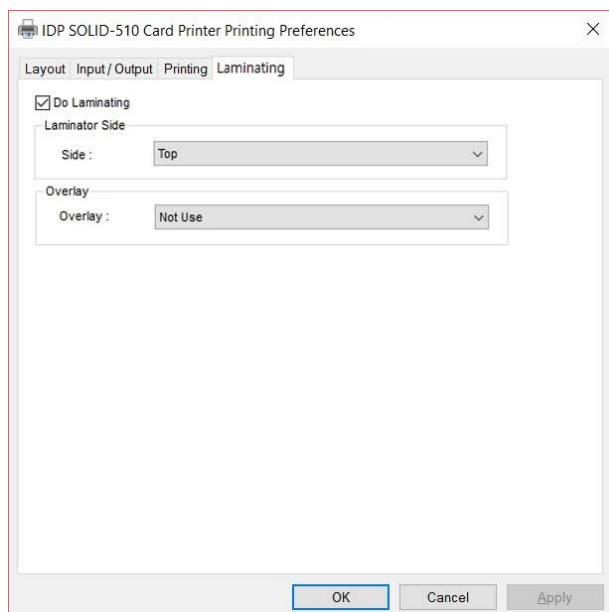 IDP SOLID-510 Card Printer Printing Preferences
Layout Input / Output Printing Laminating
Do Laminating
Laminator Side
Side : Top
Overlay
Overlay : Not Use
OK Cancel Apply